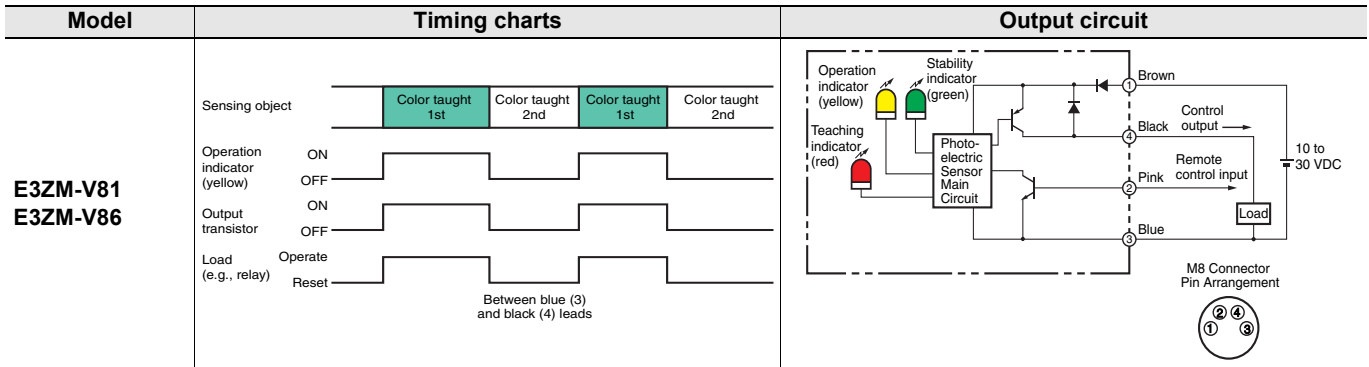 Model
Timing charts
Output circuit
E3ZM-V81
E3ZM-V86
Sensing object
Color taught
1st
Color taught
2nd
Color taught
1st
Color taught
2nd
Operation
indicator
(yellow)
ON
OFF
Output
transistor
ON
OFF
Load
(e.g., relay)
Operate
Reset
Between blue (3)
and black (4) leads
Operation
indicator
(yellow)
Stability
indicator
(green)
Teaching
indicator
(red)
Photo-
electric
Sensor
Main
Circuit
1
Brown
4
Black
Control
output
2
Pink
Remote
control input
3
Blue
Load
10 to
30 VDC
M8 Connector
Pin Arrangement
2 4
1 3